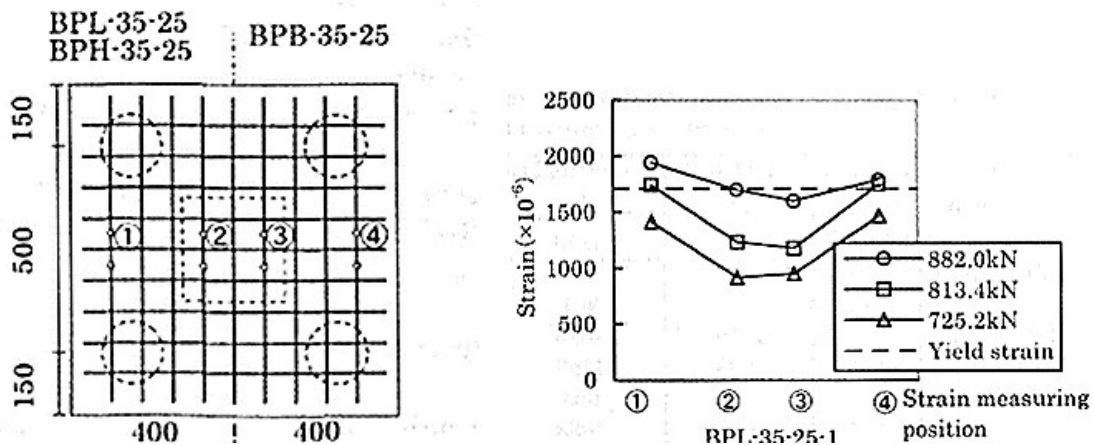 BPL-35-25
BPH-35-25
BPB-35-25
150
500
150
① ② ③ ④
400 400
2500
2000
1500
1000
500
0
Strain (×10⁻⁶)
882.0kN
813.4kN
725.2kN
Yield strain
① ② ③ ④ Strain measuring
position
BPL-35-25-1